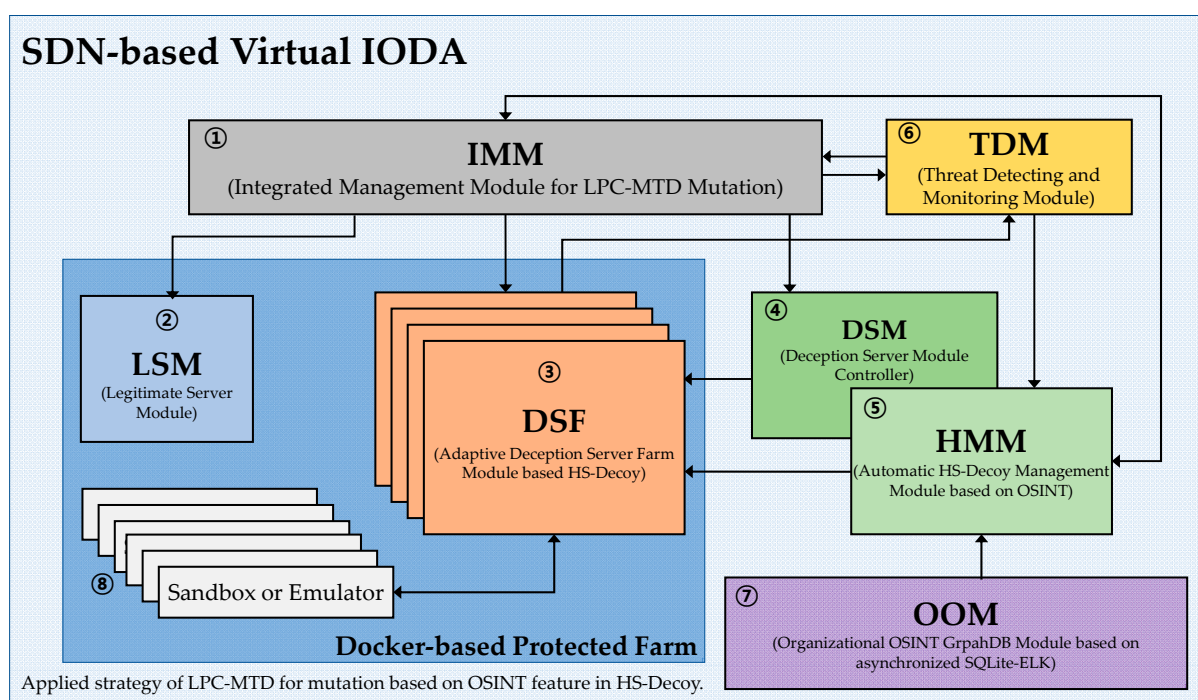 SDN-based Virtual IODA
①
IMM
(Integrated Management Module for LPC-MTD Mutation)
⑥
TDM
(Threat Detecting and
Monitoring Module)
②
LSM
(Legitimate Server
Module)
③
DSF
(Adaptive Deception Server Farm
Module based HS-Decoy)
④
DSM
(Deception Server Module
Controller)
⑤
HMM
(Automatic HS-Decoy Management
Module based on OSINT)
⑧
Sandbox or Emulator
Docker-based Protected Farm
⑦
OOM
(Organizational OSINT GrpahDB Module based on
asynchronized SQLite-ELK)
Applied strategy of LPC-MTD for mutation based on OSINT feature in HS-Decoy.